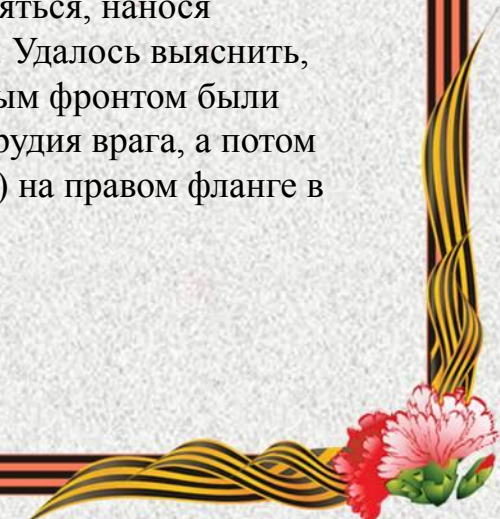 яться, нанося
Удалось выяснить,
ым фронтом были
рудия врага, а потом
) на правом фланге в